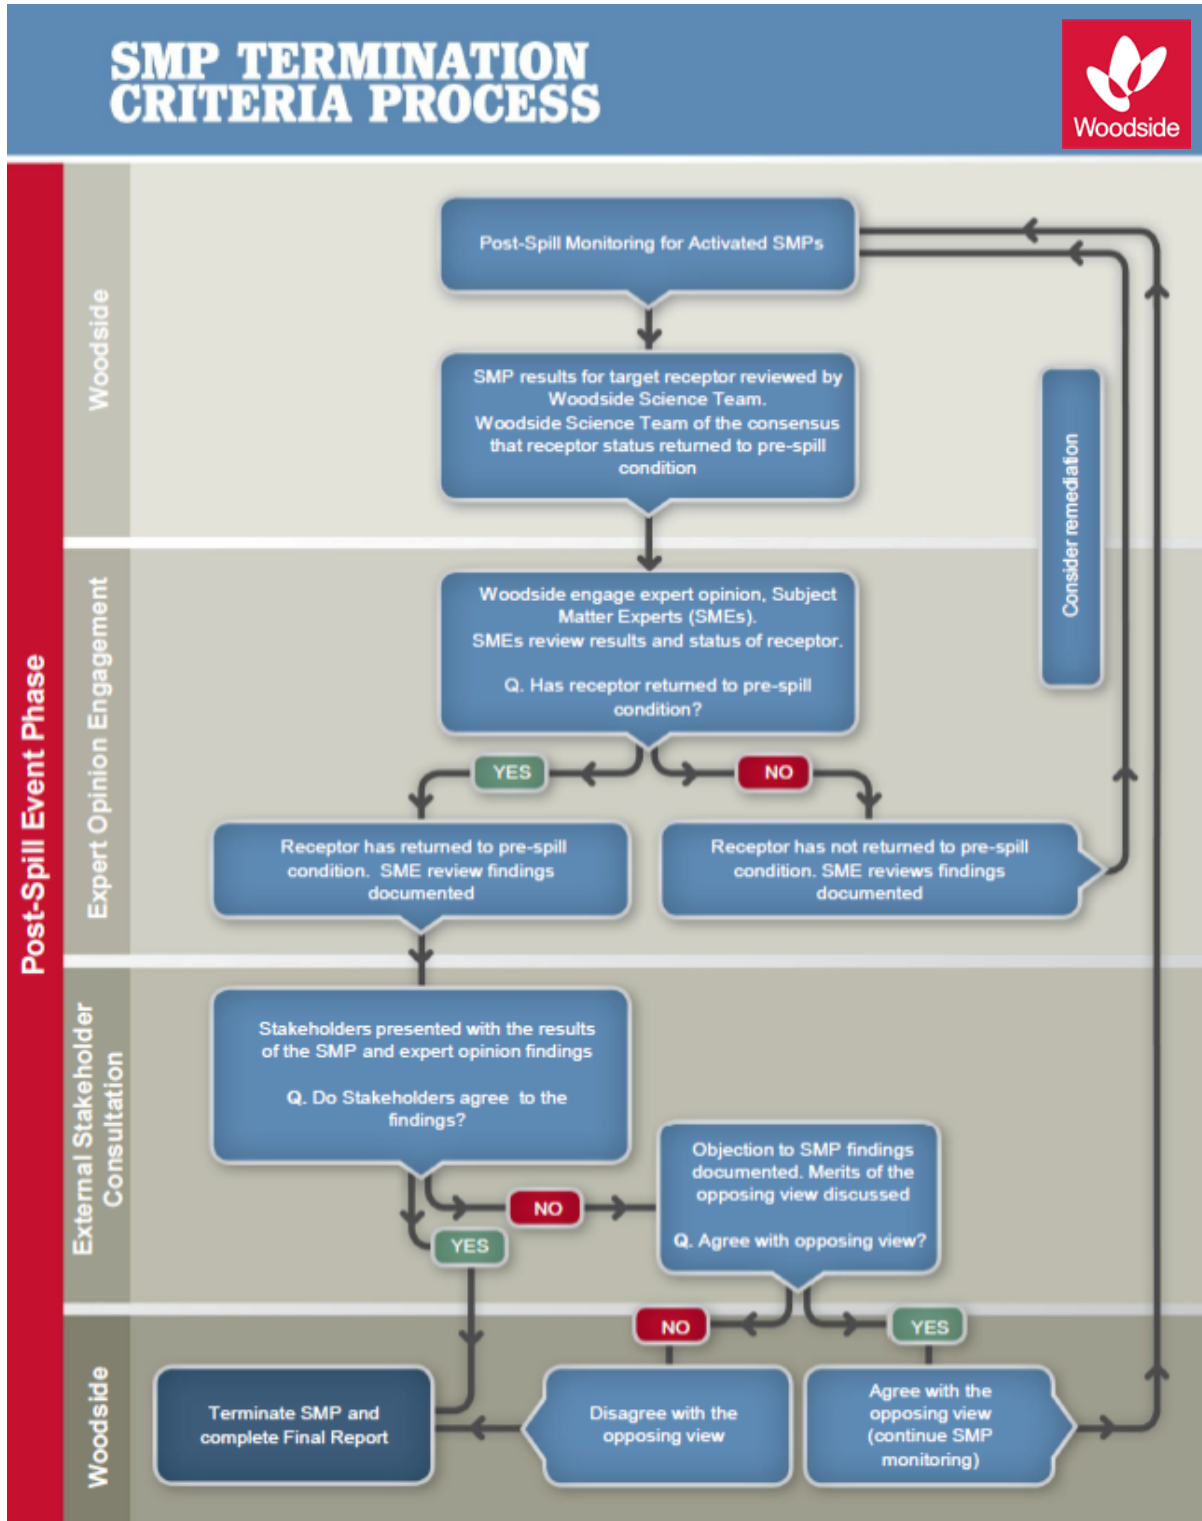 SMP TERMINATION
CRITERIA PROCESS
Woodside
Post-Spill Event Phase
Woodside
Post-Spill Monitoring for Activated SMPs
SMP results for target receptor reviewed by
Woodside Science Team.
Woodside Science Team of the consensus
that receptor status returned to pre-spill
condition
Consider remediation
Expert Opinion Engagement
Woodside engage expert opinion, Subject
Matter Experts (SMEs).
SMEs review results and status of receptor.
Q. Has receptor returned to pre-spill
condition?
YES
NO
Receptor has returned to pre-spill
condition. SME review findings
documented
Receptor has not returned to pre-spill
condition. SME reviews findings
documented
External Stakeholder
Consultation
Stakeholders presented with the results
of the SMP and expert opinion findings
Q. Do Stakeholders agree to the
findings?
NO
YES
Objection to SMP findings
documented. Merits of the
opposing view discussed
Q. Agree with opposing view?
NO
YES
Woodside
Terminate SMP and
complete Final Report
Disagree with the
opposing view
Agree with the
opposing view
(continue SMP
monitoring)